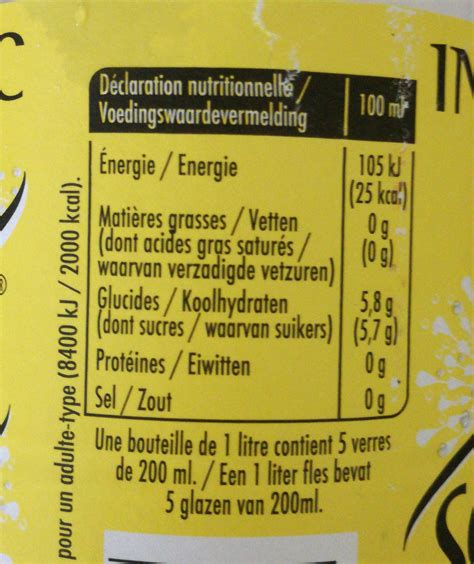 Déclaration nutritionnelle /
Voedingswaardevermelding
100 ml
Énergie / Energie
105 kJ
(25 kcal)
Matières grasses / Vetten
0 g
(dont acides gras saturés /
waarvan verzadigde vetzuren)
(0 g)
Glucides / Koolhydraten
5,8 g
(dont sucres / waarvan suikers)
(5,7 g)
Protéines / Eiwitten
0 g
Sel / Zout
0 g
Une bouteille de 1 litre contient 5 verres
de 200 ml. / Een 1 liter fles bevat
5 glazen van 200ml.
pour un adulte-type (8400 kJ / 2000 kcal).